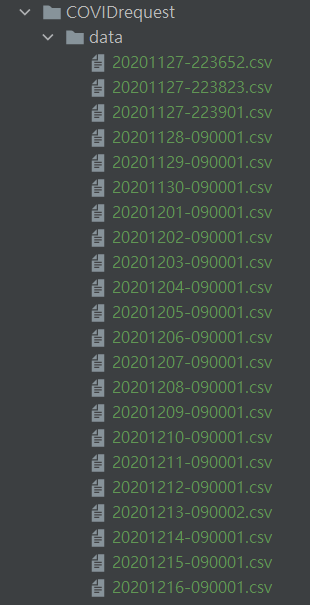 COVIDrequest
data
20201127-223652.csv
20201127-223823.csv
20201127-223901.csv
20201128-090001.csv
20201129-090001.csv
20201130-090001.csv
20201201-090001.csv
20201202-090001.csv
20201203-090001.csv
20201204-090001.csv
20201205-090001.csv
20201206-090001.csv
20201207-090001.csv
20201208-090001.csv
20201209-090001.csv
20201210-090001.csv
20201211-090001.csv
20201212-090001.csv
20201213-090002.csv
20201214-090001.csv
20201215-090001.csv
20201216-090001.csv